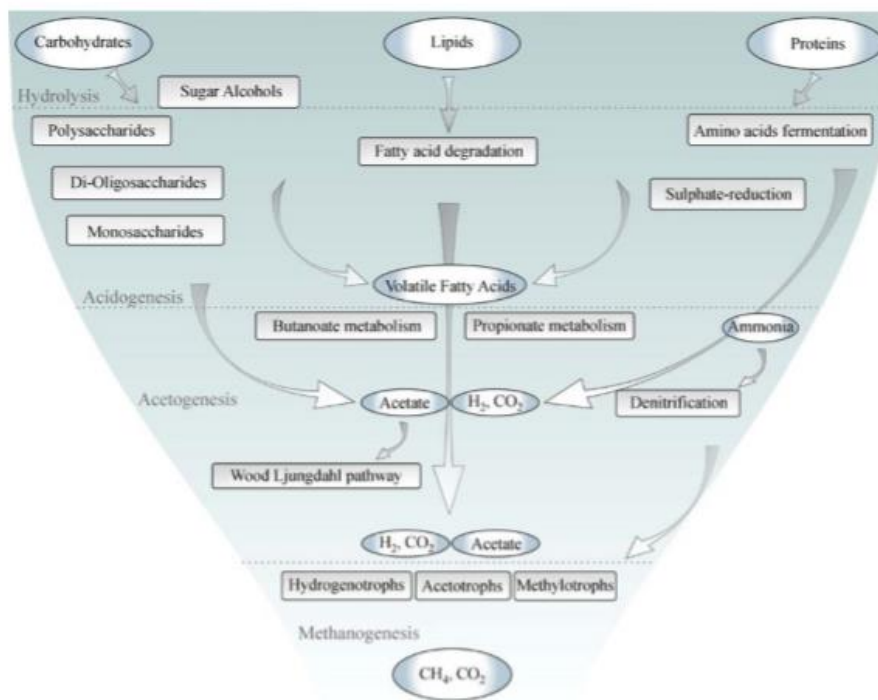 Carbohydrates
Lipids
Proteins
Hydrolysis
Sugar Alcohols
Polysaccharides
Fatty acid degradation
Amino acids fermentation
Di-Oligosaccharides
Sulphate-reduction
Monosaccharides
Volatile Fatty Acids
Acidogenesis
Butanoate metabolism
Propionate metabolism
Ammonia
Acetogenesis
Acetate
H₂, CO₂
Denitrification
Wood Ljungdahl pathway
H₂, CO₂
Acetate
Hydrogenotrophs
Acetotrophs
Methylotrophs
Methanogenesis
CH₄, CO₂